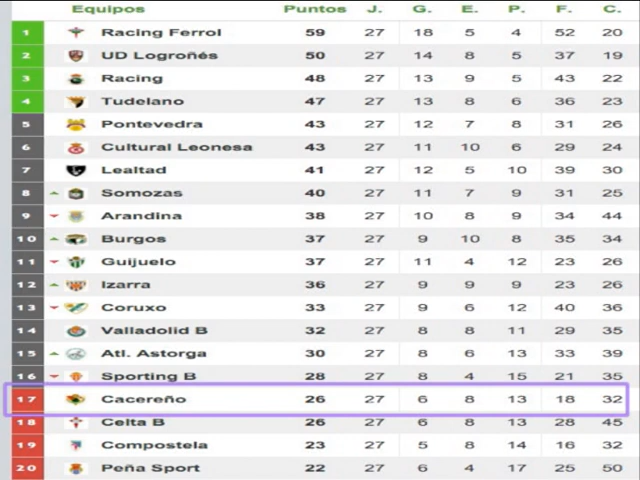 Equipos Puntos J. G. E. P. F. C.
1 Racing Ferrol 59 27 18 5 4 52 20
2 UD Logroñés 50 27 14 8 5 37 19
3 Racing 48 27 13 9 5 43 22
4 Tudelano 47 27 13 8 6 36 23
5 Pontevedra 43 27 12 7 8 31 26
6 Cultural Leonesa 43 27 11 10 6 29 24
7 Lealtad 41 27 12 5 10 39 30
8 Somozas 40 27 11 7 9 31 25
9 Arandina 38 27 10 8 9 34 44
10 Burgos 37 27 9 10 8 35 34
11 Guijuelo 37 27 11 4 12 23 26
12 Izarra 36 27 9 9 9 23 26
13 Coruxo 33 27 9 6 12 40 36
14 Valladolid B 32 27 8 8 11 29 35
15 Atl. Astorga 30 27 8 6 13 33 39
16 Sporting B 28 27 8 4 15 21 35
17 Cacereño 26 27 6 8 13 18 32
18 Celta B 26 27 6 8 13 28 45
19 Compostela 23 27 5 8 14 16 32
20 Peña Sport 22 27 6 4 17 25 50